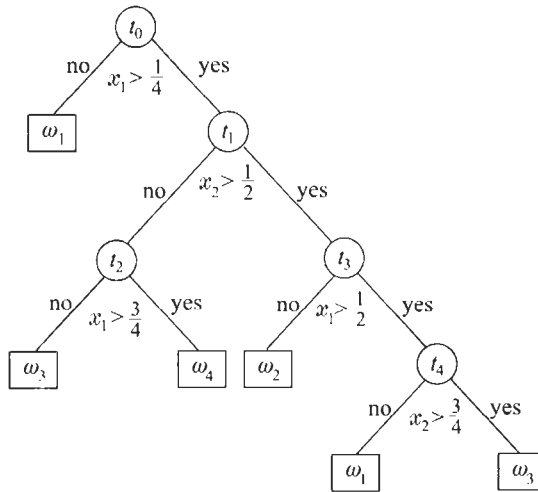 t₀
no x₁ > 1/4 yes
ω₁ t₁
no x₂ > 1/2 yes
t₂ t₃
no x₁ > 3/4 yes no x₁ > 1/2 yes
ω₃ ω₄ ω₂ t₄
no x₂ > 3/4 yes
ω₁ ω₃